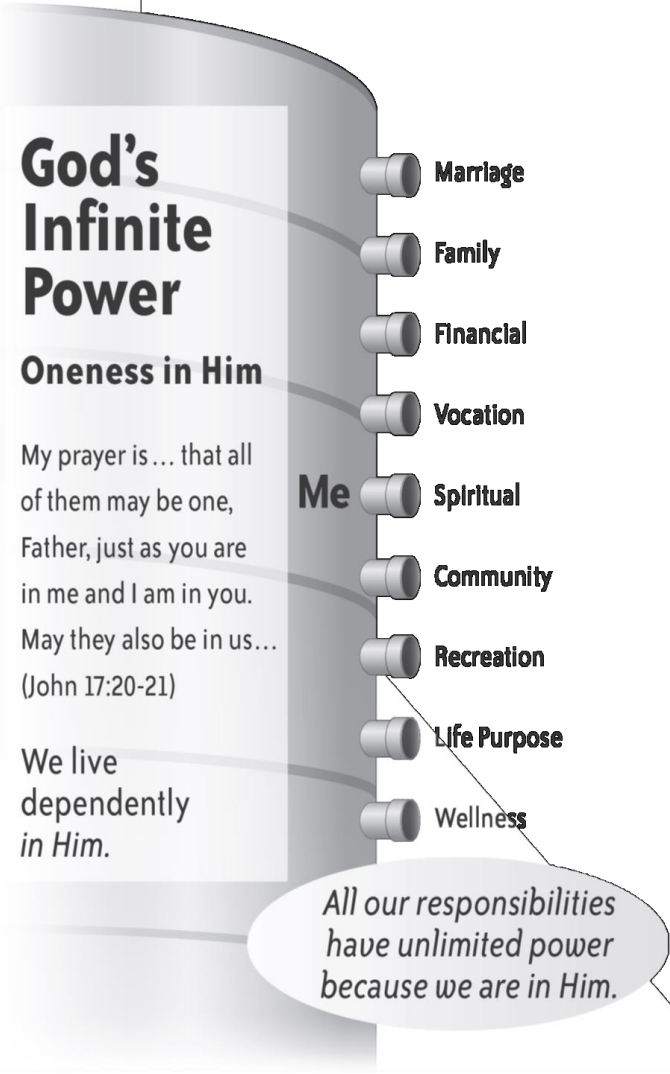 God's
Infinite
Power
Oneness in Him
My prayer is... that all
of them may be one,
Father, just as you are
in me and I am in you.
May they also be in us...
(John 17:20-21)
We live
dependently
in Him.
Me
Marriage
Family
Financial
Vocation
Spiritual
Community
Recreation
Life Purpose
Wellness
All our responsibilities
have unlimited power
because we are in Him.